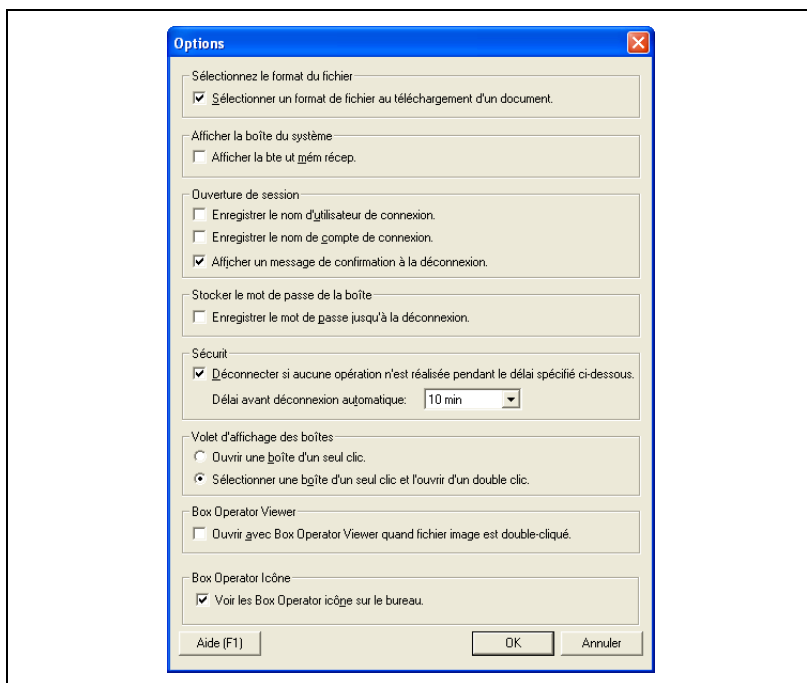 Options
Sélectionnez le format du fichier
Sélectionner un format de fichier au téléchargement d'un document.
Afficher la boîte du système
Afficher la bte ut mém récep.
Ouverture de session
Enregistrer le nom d'utilisateur de connexion.
Enregistrer le nom de compte de connexion.
Afficher un message de confirmation à la déconnexion.
Stocker le mot de passe de la boîte
Enregistrer le mot de passe jusqu'à la déconnexion.
Sécurit
Déconnecter si aucune opération n'est réalisée pendant le délai spécifié ci-dessous.
Délai avant déconnexion automatique: 10 min
Volet d'affichage des boîtes
Ouvrir une boîte d'un seul clic.
Sélectionner une boîte d'un seul clic et l'ouvrir d'un double clic.
Box Operator Viewer
Ouvrir avec Box Operator Viewer quand fichier image est double-cliqué.
Box Operator Icône
Voir les Box Operator icône sur le bureau.
Aide (F1) OK Annuler